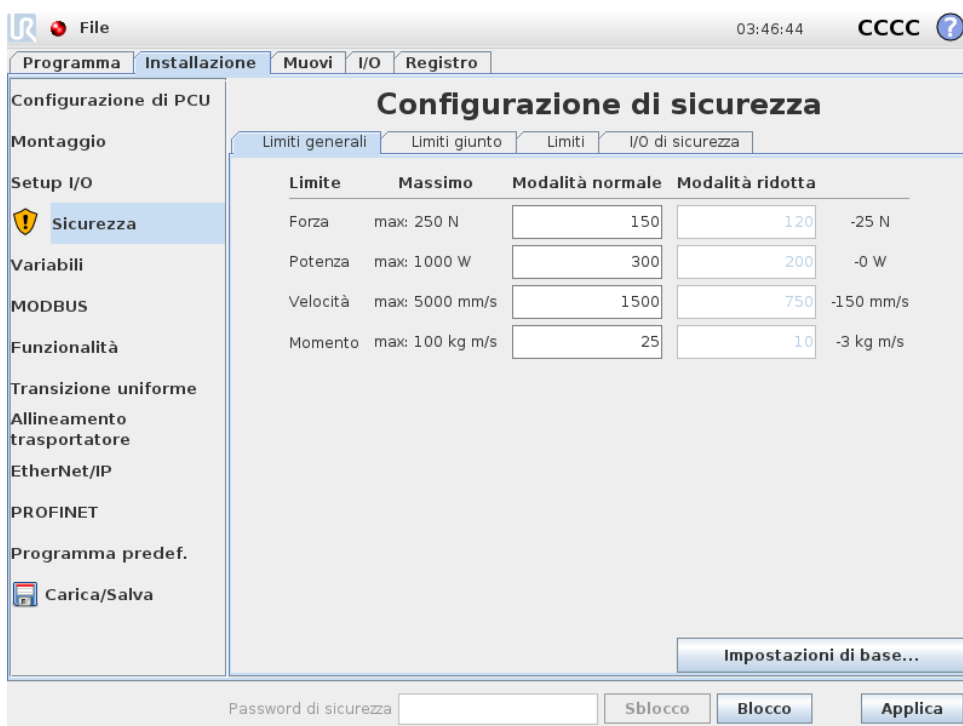 UR File 03:46:44 CCCC ?
Programma Installazione Muovi I/O Registro
Configurazione di PCU
Montaggio
Setup I/O
Sicurezza
Variabili
MODBUS
Funzionalità
Transizione uniforme
Allineamento
trasportatore
EtherNet/IP
PROFINET
Programma predef.
Carica/Salva
Configurazione di sicurezza
Limiti generali Limiti giunto Limiti I/O di sicurezza
Limite Massimo Modalità normale Modalità ridotta
Forza max: 250 N 150 120 -25 N
Potenza max: 1000 W 300 200 -0 W
Velocità max: 5000 mm/s 1500 750 -150 mm/s
Momento max: 100 kg m/s 25 10 -3 kg m/s
Impostazioni di base...
Password di sicurezza Sblocco Blocco Applica